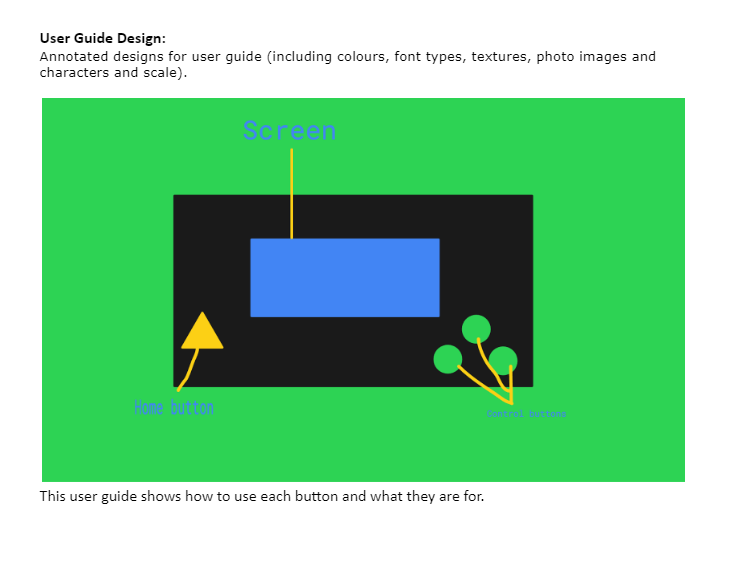 User Guide Design:
Annotated designs for user guide (including colours, font types, textures, photo images and
characters and scale).
Screen
Home button
Control buttons
This user guide shows how to use each button and what they are for.